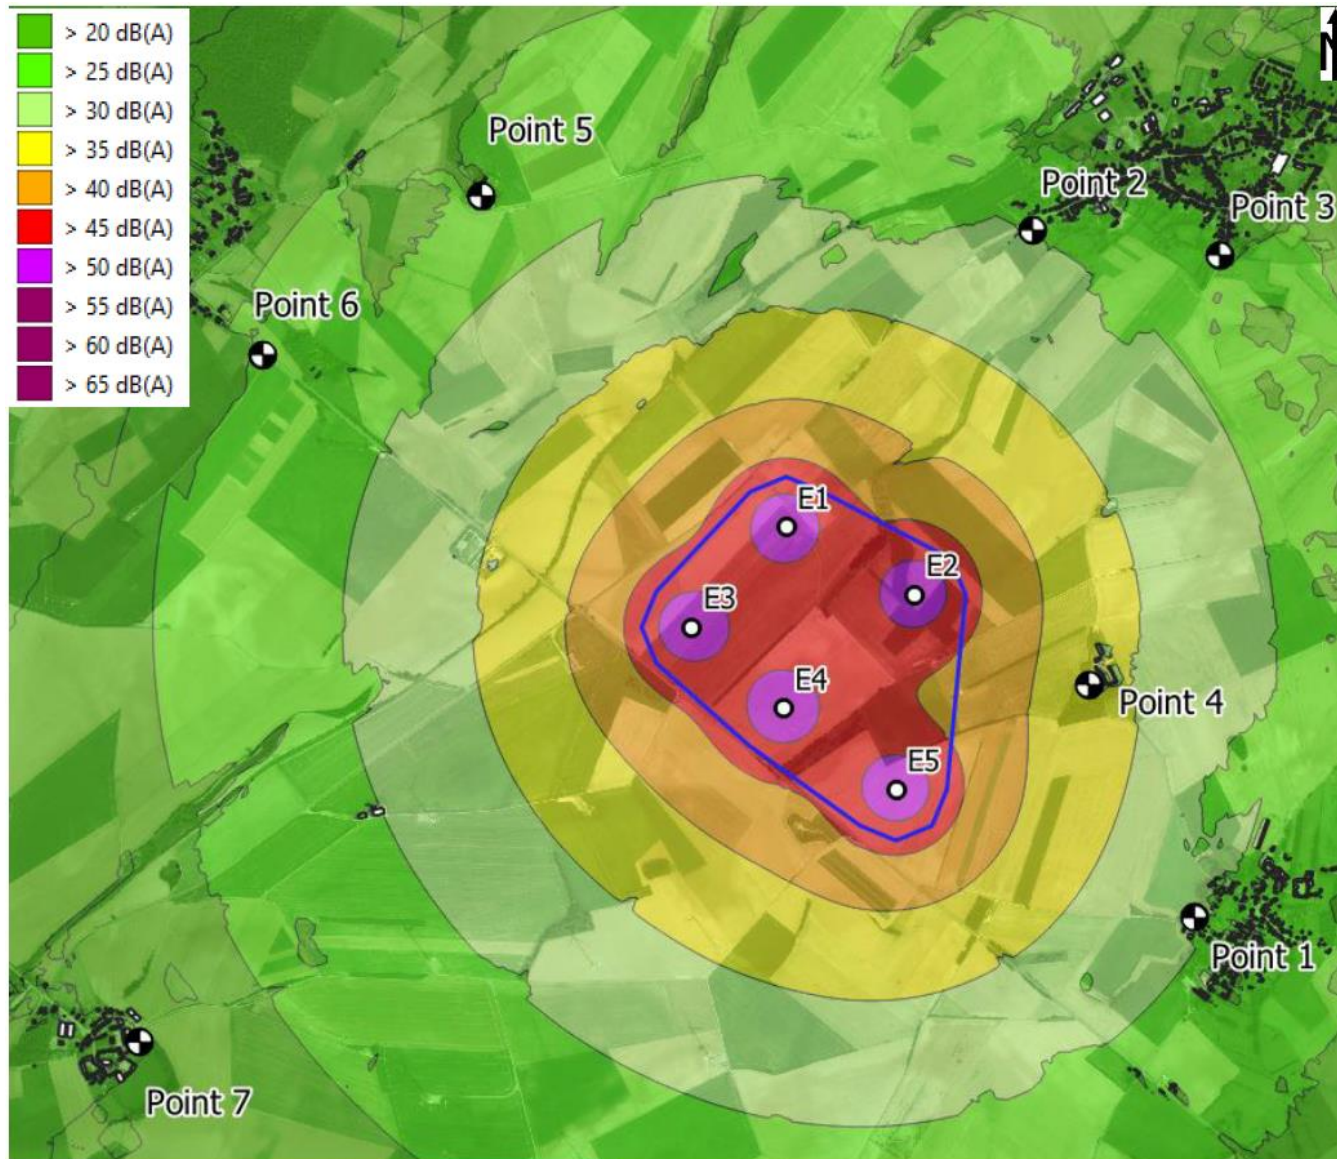 > 20 dB(A)
> 25 dB(A)
> 30 dB(A)
> 35 dB(A)
> 40 dB(A)
> 45 dB(A)
> 50 dB(A)
> 55 dB(A)
> 60 dB(A)
> 65 dB(A)
N
Point 5
Point 2
Point 3
Point 6
E1
E2
E3
E4
Point 4
E5
Point 1
Point 7